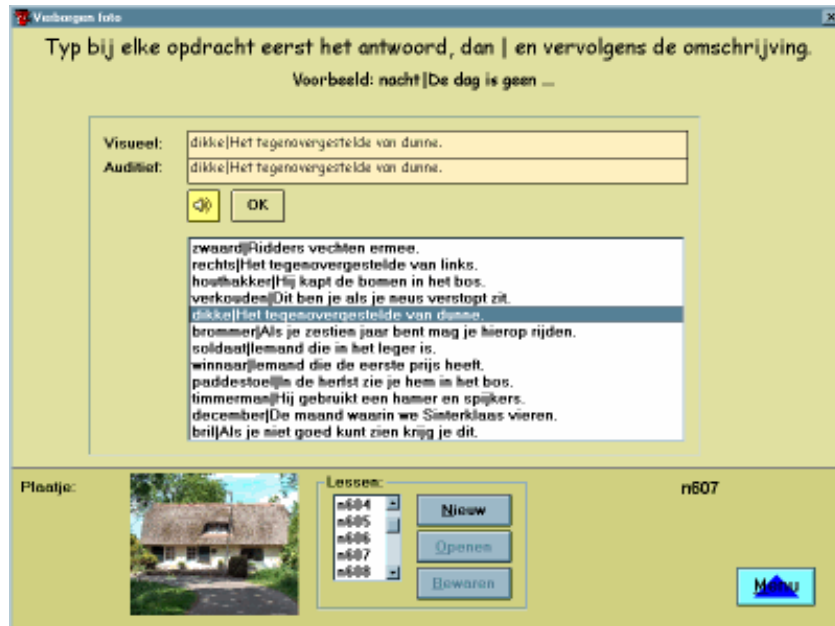 Verborgen foto
Typ bij elke opdracht eerst het antwoord, dan | en vervolgens de omschrijving.
Voorbeeld: nacht|De dag is geen ...
Visueel: dikke|Het tegenovergestelde van dunne.
Auditief: dikke|Het tegenovergestelde van dunne.
OK
zwaard|Ridders vechten ermee.
rechts|Het tegenovergestelde van links.
houthakker|Hij kapt de bomen in het bos.
verkouden|Dit ben je als je neus verstopt zit.
dikke|Het tegenovergestelde van dunne.
brommer|Als je zestien jaar bent mag je hierop rijden.
soldaat|Iemand die in het leger is.
winnaar|Iemand die de eerste prijs heeft.
paddestoel|In de herfst zie je hem in het bos.
timmerman|Hij gebruikt een hamer en spijkers.
december|De maand waarin we Sinterklaas vieren.
bril|Als je niet goed kunt zien krijg je dit.
Plaatje:
Lessen:
n604
n605
n606
n607
n608
Nieuw
Openen
Bewaren
n607
Menu